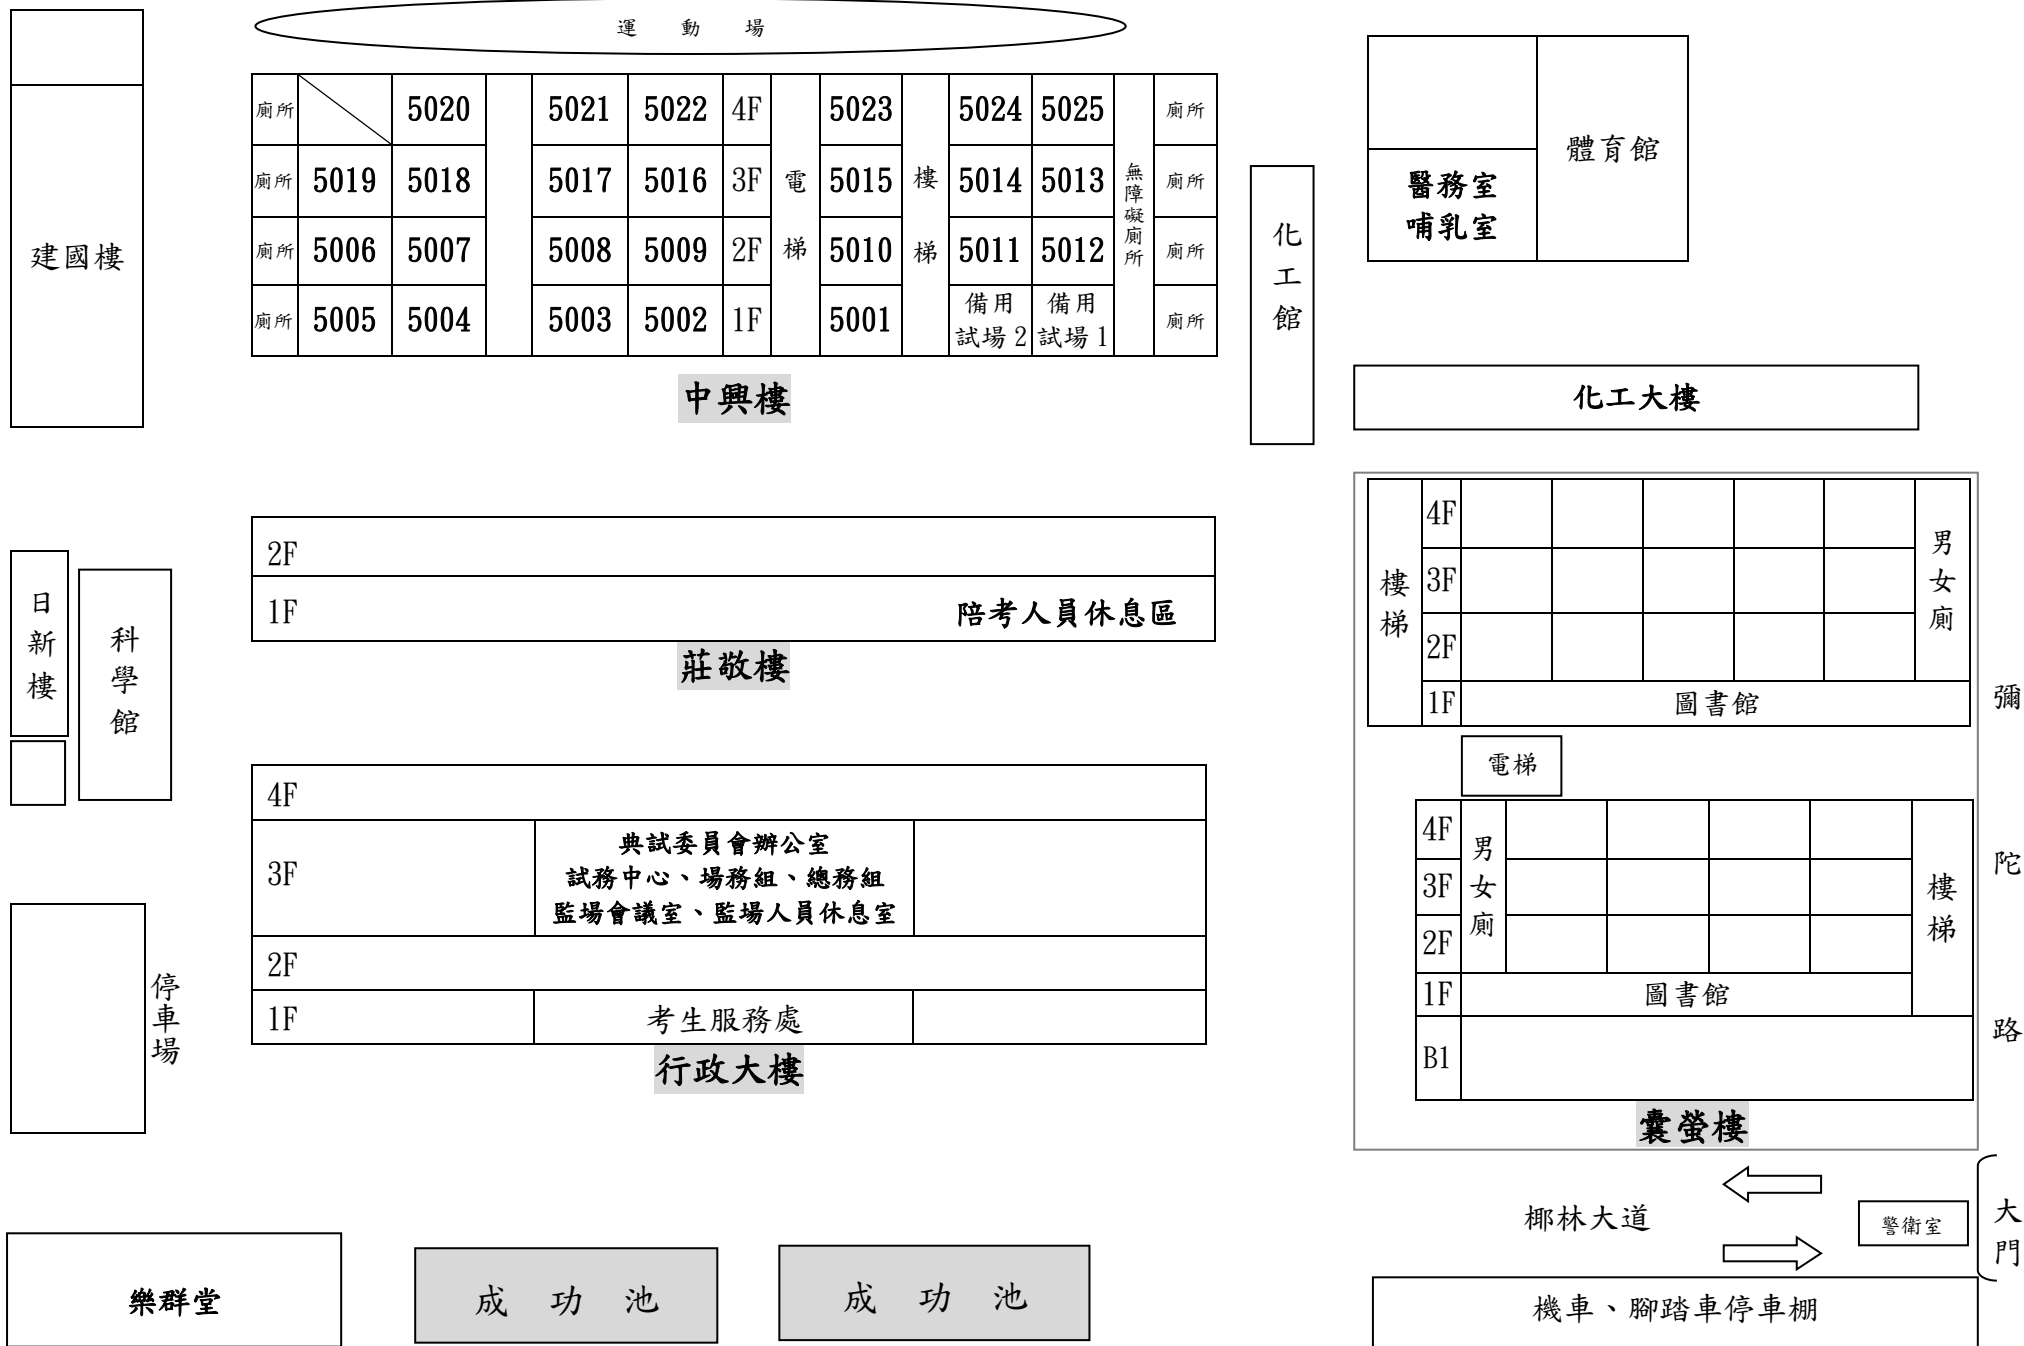 運 動 場
廁所 5020 5021 5022 4F 5023 5024 5025 廁所
廁所 5019 5018 5017 5016 3F 5015 5014 5013 廁所
廁所 5006 5007 5008 5009 2F 5010 5011 5012 廁所
廁所 5005 5004 5003 5002 1F 5001 備用試場2 備用試場1 廁所
電梯
樓梯
無障礙廁所
中興樓
建國樓
化工館
體育館
醫務室
哺乳室
化工大樓
2F
1F 陪考人員休息區
莊敬樓
日新樓
科學館
4F
3F
典試委員會辦公室
試務中心、場務組、總務組
監場會議室、監場人員休息室
2F
1F 考生服務處
行政大樓
停車場
樓梯
4F
3F
2F
1F 圖書館
男女廁
電梯
4F
3F
2F
1F 圖書館
B1
男女廁
樓梯
囊螢樓
彌陀路
椰林大道
警衛室
大門
樂群堂
成 功 池
成 功 池
機車、腳踏車停車棚